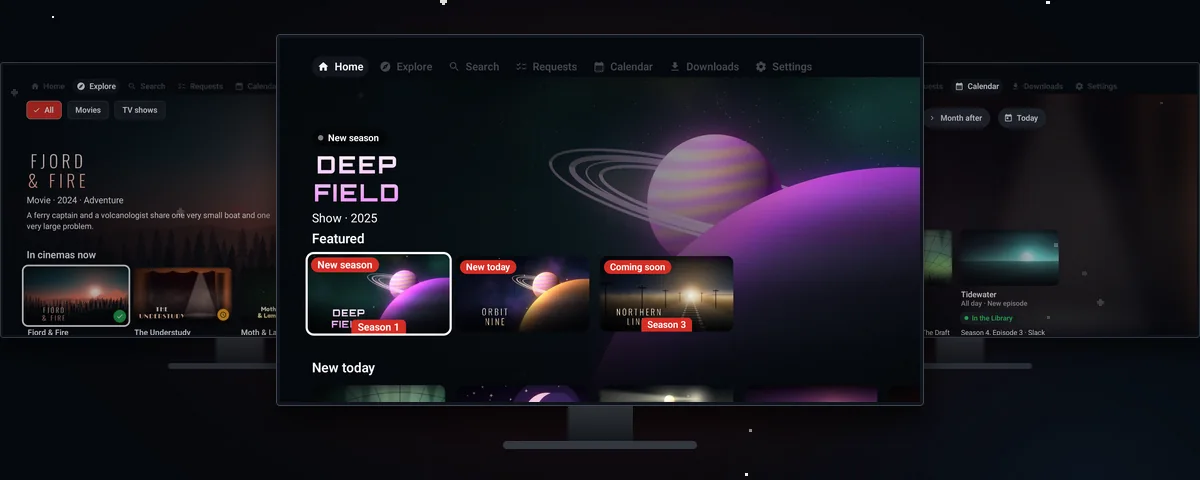 Home
Explore
Search
Requests
Calendar
All
Movies
TV shows
FJORD
& FIRE
Movie · 2024 · Adventure
A ferry captain and a volcanologist share one very small boat and one
very large problem.
In cinemas now
FJORD
& FIRE
THE
UNDERSTUDY
Fjord & Fire
The Understudy
Home
Explore
Search
Requests
Calendar
Downloads
Settings
New season
DEEP
FIELD
Show · 2025
Featured
New season
DEEP
Season 1
New today
ORBIT
NINE
Coming soon
NORTHERN
Season 3
New today
Calendar
Downloads
Settings
Month after
Today
Tidewater
All day · New episode
In the Library
The Draft
Season 4, Episode 3 · Slack